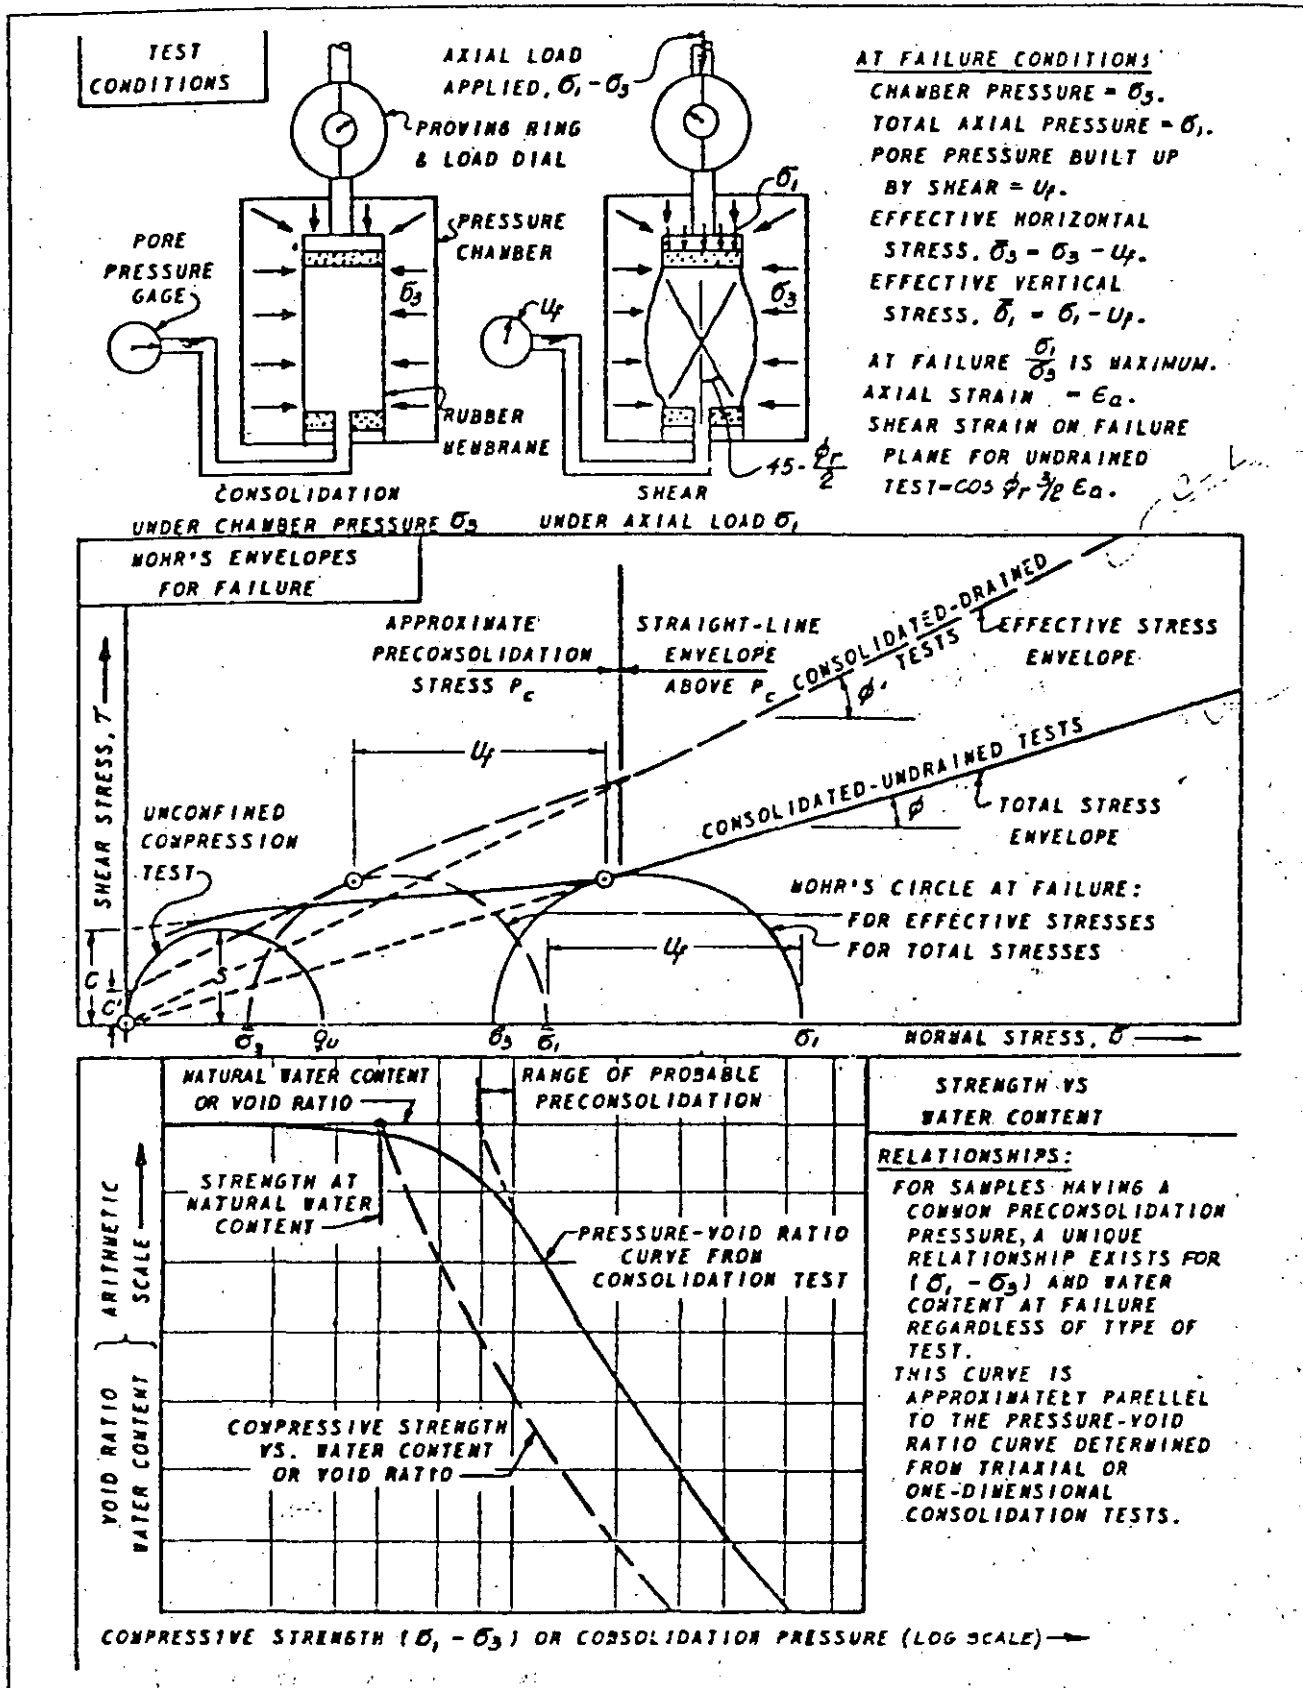 TEST
CONDITIONS
AXIAL LOAD
APPLIED, σ₁ - σ₃
PROVING RING
& LOAD DIAL
PRESSURE
CHAMBER
PORE
PRESSURE
GAGE
σ₃
RUBBER
MEMBRANE
CONSOLIDATION
UNDER CHAMBER PRESSURE σ₃
σ₁
U_f
σ₃
45 - φ_r/2
SHEAR
UNDER AXIAL LOAD σ₁
AT FAILURE CONDITIONS
CHAMBER PRESSURE = σ₃.
TOTAL AXIAL PRESSURE = σ₁.
PORE PRESSURE BUILT UP
BY SHEAR = U_f.
EFFECTIVE HORIZONTAL
STRESS, σ̄₃ = σ₃ - U_f.
EFFECTIVE VERTICAL
STRESS, σ̄₁ = σ₁ - U_f.
AT FAILURE σ̄₁/σ̄₃ IS MAXIMUM.
AXIAL STRAIN = ϵₐ.
SHEAR STRAIN ON FAILURE
PLANE FOR UNDRAINED
TEST=COS φ_r 3/2 ϵₐ.
MOHR'S ENVELOPES
FOR FAILURE
APPROXIMATE
PRECONSOLIDATION
STRESS P_c
STRAIGHT-LINE
ENVELOPE
ABOVE P_c
CONSOLIDATED-DRAINED
TESTS
EFFECTIVE STRESS
ENVELOPE
φ'
CONSOLIDATED-UNDRAINED TESTS
φ
TOTAL STRESS
ENVELOPE
SHEAR STRESS, τ
U_f
UNCONFINED
COMPRESSION
TEST
MOHR'S CIRCLE AT FAILURE:
FOR EFFECTIVE STRESSES
FOR TOTAL STRESSES
U_f
C
C'
S
σ̄₃ qu σ₃ σ̄₁ σ₁
NORMAL STRESS, σ
NATURAL WATER CONTENT
OR VOID RATIO
RANGE OF PROBABLE
PRECONSOLIDATION
STRENGTH AT
NATURAL WATER
CONTENT
PRESSURE-VOID RATIO
CURVE FROM
CONSOLIDATION TEST
COMPRESSIVE STRENGTH
VS. WATER CONTENT
OR VOID RATIO
ARITHMETIC
SCALE
VOID RATIO
WATER CONTENT
STRENGTH VS
WATER CONTENT
RELATIONSHIPS:
FOR SAMPLES HAVING A
COMMON PRECONSOLIDATION
PRESSURE, A UNIQUE
RELATIONSHIP EXISTS FOR
(σ₁ - σ₃) AND WATER
CONTENT AT FAILURE
REGARDLESS OF TYPE OF
TEST.
THIS CURVE IS
APPROXIMATELY PARELLEL
TO THE PRESSURE-VOID
RATIO CURVE DETERMINED
FROM TRIAXIAL OR
ONE-DIMENSIONAL
CONSOLIDATION TESTS.
COMPRESSIVE STRENGTH (σ₁ - σ₃) OR CONSOLIDATION PRESSURE (LOG SCALE)